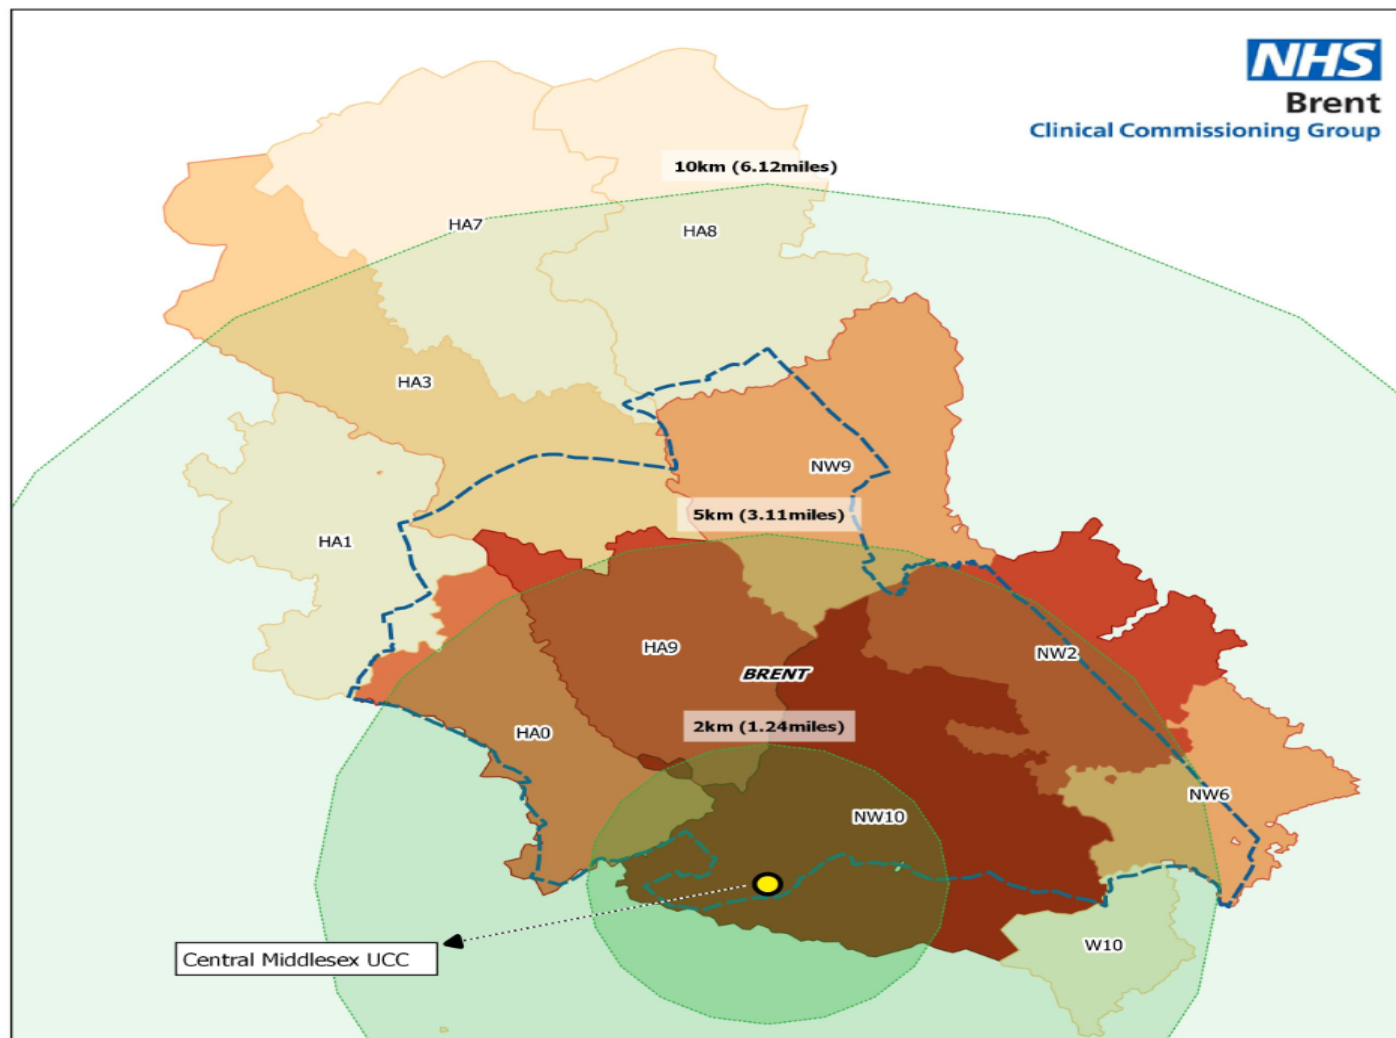 NHS
Brent
Clinical Commissioning Group
10km (6.12miles)
HA7
HA8
HA3
NW9
5km (3.11miles)
HA1
HA9
NW2
BRENT
2km (1.24miles)
HA0
NW6
NW10
W10
Central Middlesex UCC